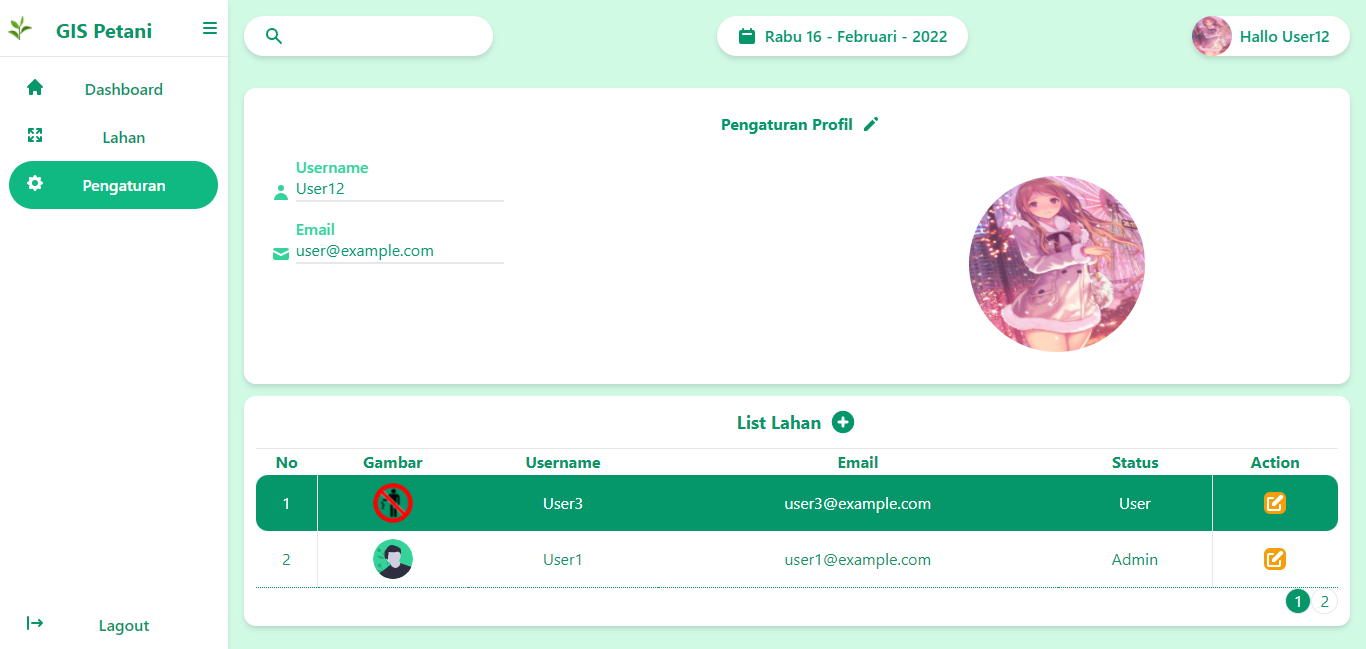 GIS Petani
Dashboard
Lahan
Pengaturan
Lagout
Rabu 16 - Februari - 2022
Hallo User12
Pengaturan Profil
Username
User12
Email
user@example.com
List Lahan
No Gambar Username Email Status Action
1 User3 user3@example.com User
2 User1 user1@example.com Admin
1 2